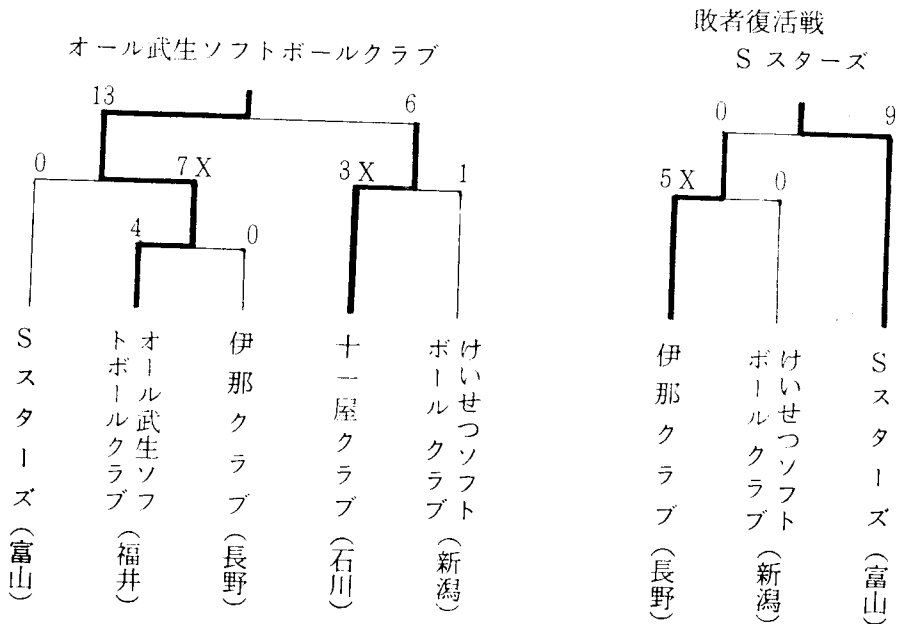 オール武生ソフトボールクラブ
13
6
0
7X
3X
1
4
0
Sスターズ(富山)
オール武生ソフ
トボールクラブ(福井)
伊那クラブ(長野)
十一屋クラブ(石川)
けいせつソフト
ボールクラブ(新潟)
敗者復活戦
S スターズ
0
9
5X
0
伊那クラブ(長野)
けいせつソフト
ボールクラブ(新潟)
Sスターズ(富山)